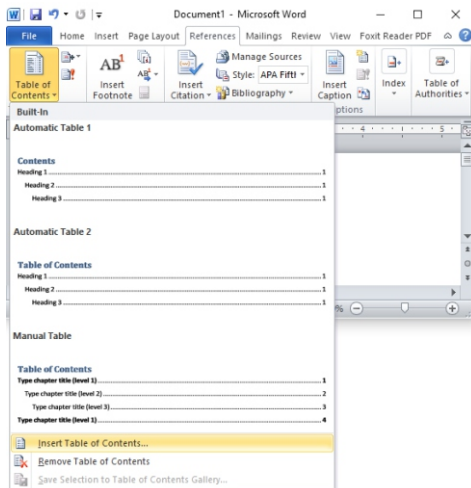 Document1 - Microsoft Word
File Home Insert Page Layout References Mailings Review View Foxit Reader PDF
Table of Contents
AB¹ Insert Footnote
AB
Insert Citation
Manage Sources
Style: APA Fift
Bibliography
Insert Caption
Index
Table of Authorities
ptions
Built-In
Automatic Table 1
Contents
Heading 1 1
Heading 2 1
Heading 3 1
Automatic Table 2
Table of Contents
Heading 1 1
Heading 2 1
Heading 3 1
Manual Table
Table of Contents
Type chapter title (level 1) 1
Type chapter title (level 2) 2
Type chapter title (level 3) 3
Type chapter title (level 1) 4
Insert Table of Contents...
Remove Table of Contents
Save Selection to Table of Contents Gallery...
4 5
%